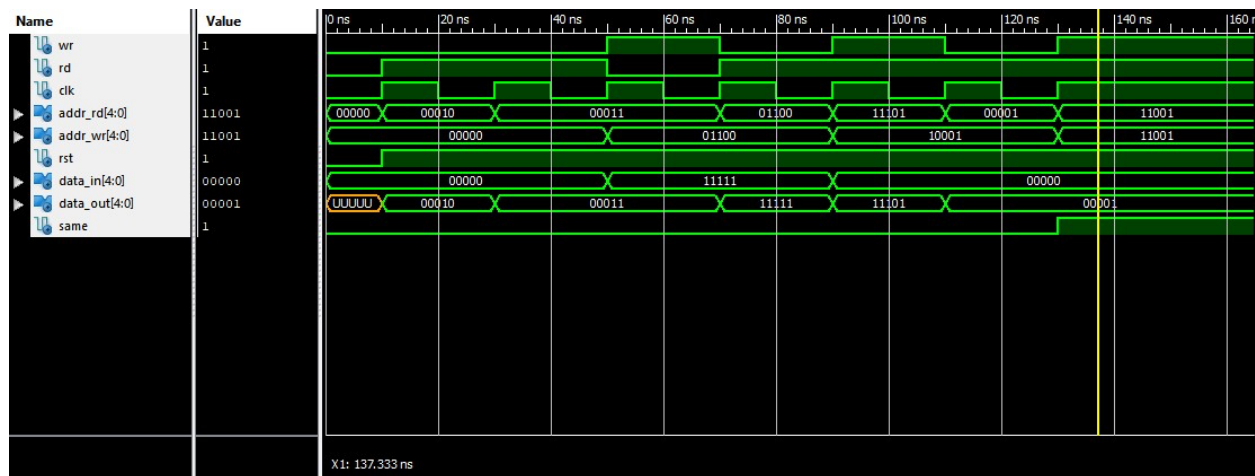 Name Value 0 ns 20 ns 40 ns 60 ns 80 ns 100 ns 120 ns 140 ns 160 n
wr 1
rd 1
clk 1
addr_rd[4:0] 11001 00000 00010 00011 01100 11101 00001 11001
addr_wr[4:0] 11001 00000 01100 10001 11001
rst 1
data_in[4:0] 00000 00000 11111 00000
data_out[4:0] 00001 UUUUU 00010 00011 11111 11101 00001
same 1
X1: 137.333 ns